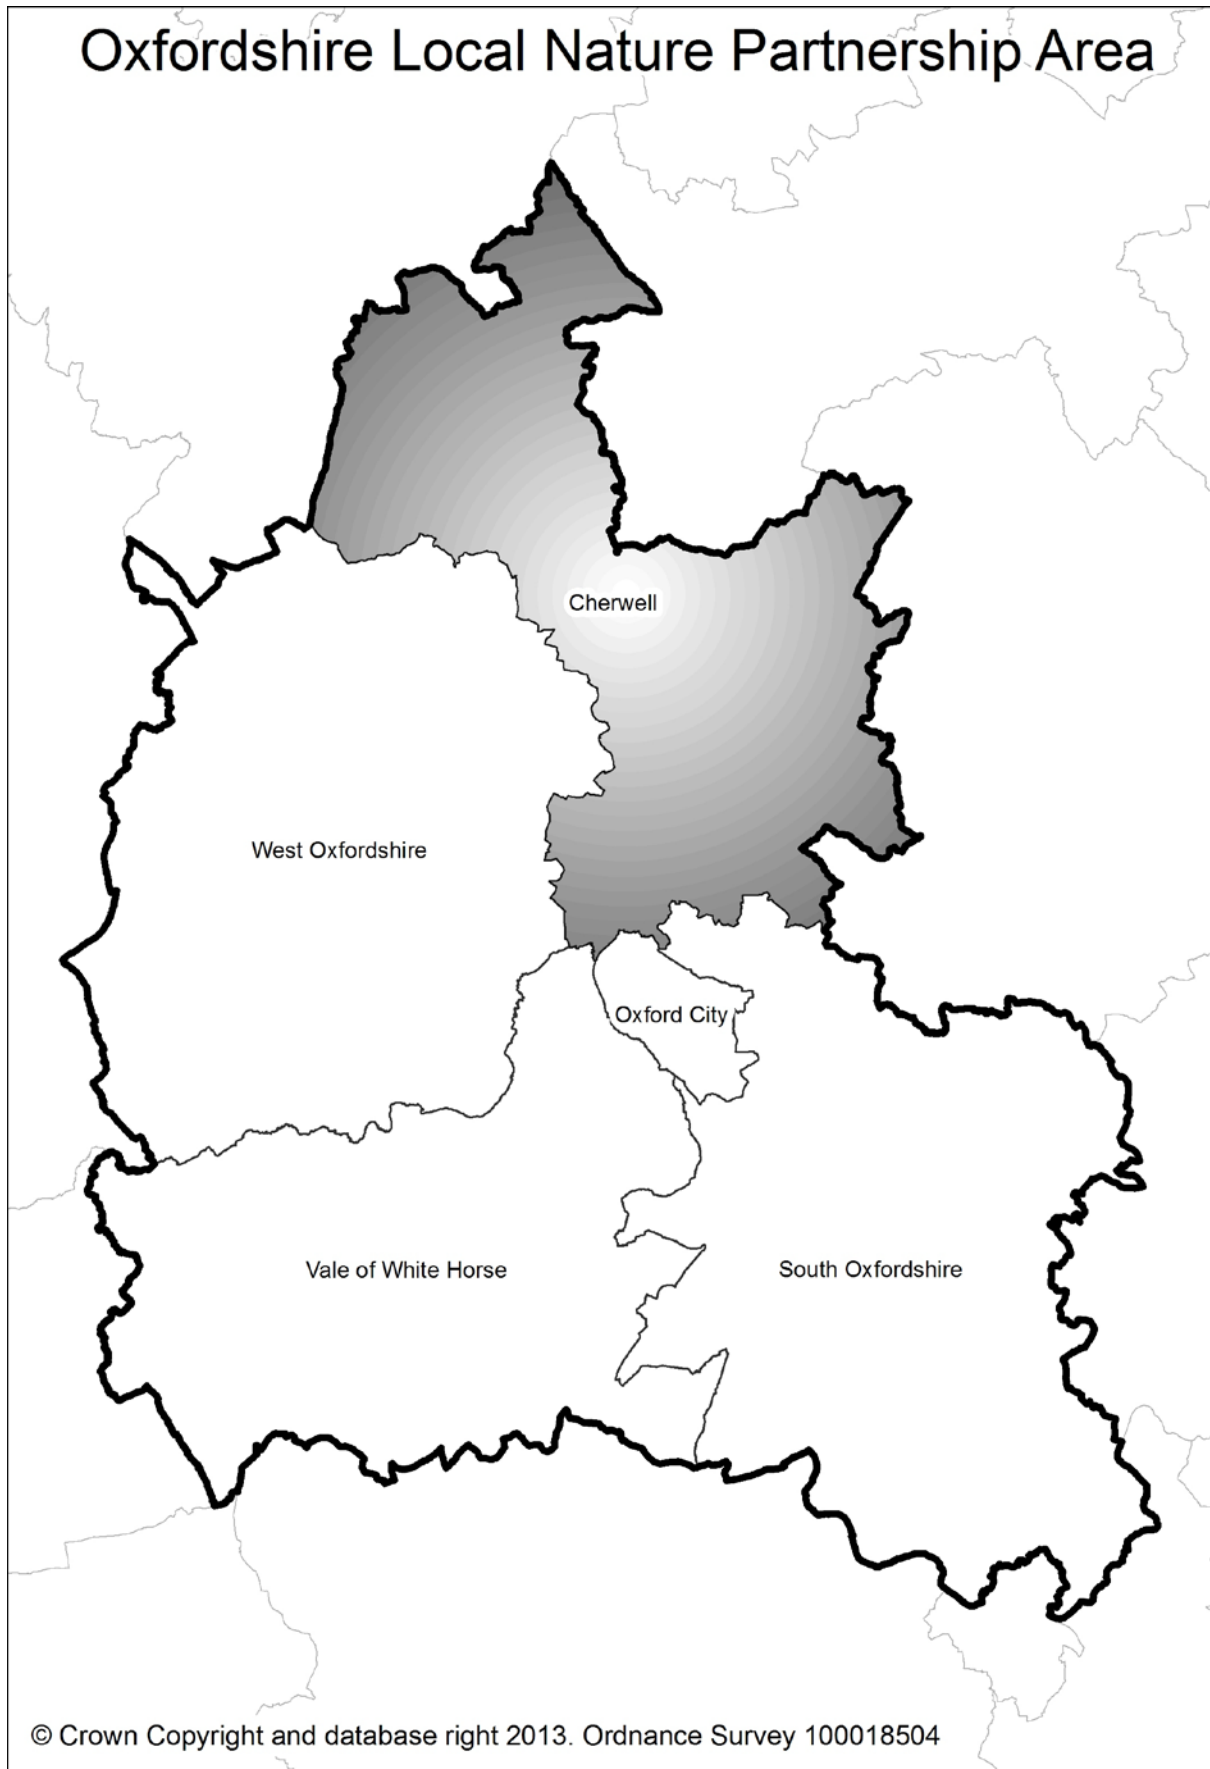 Oxfordshire Local Nature Partnership Area
Cherwell
West Oxfordshire
Oxford City
Vale of White Horse
South Oxfordshire
© Crown Copyright and database right 2013. Ordnance Survey 100018504